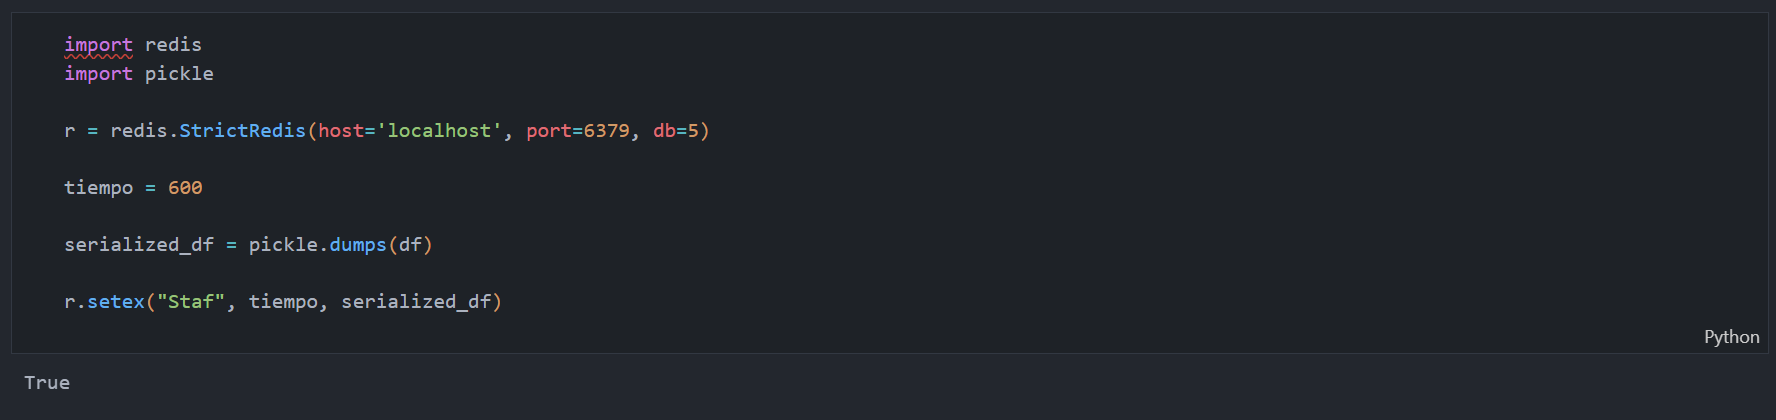 import redis
import pickle
r = redis.StrictRedis(host='localhost', port=6379, db=5)
tiempo = 600
serialized_df = pickle.dumps(df)
r.setex("Staf", tiempo, serialized_df)
Python
True